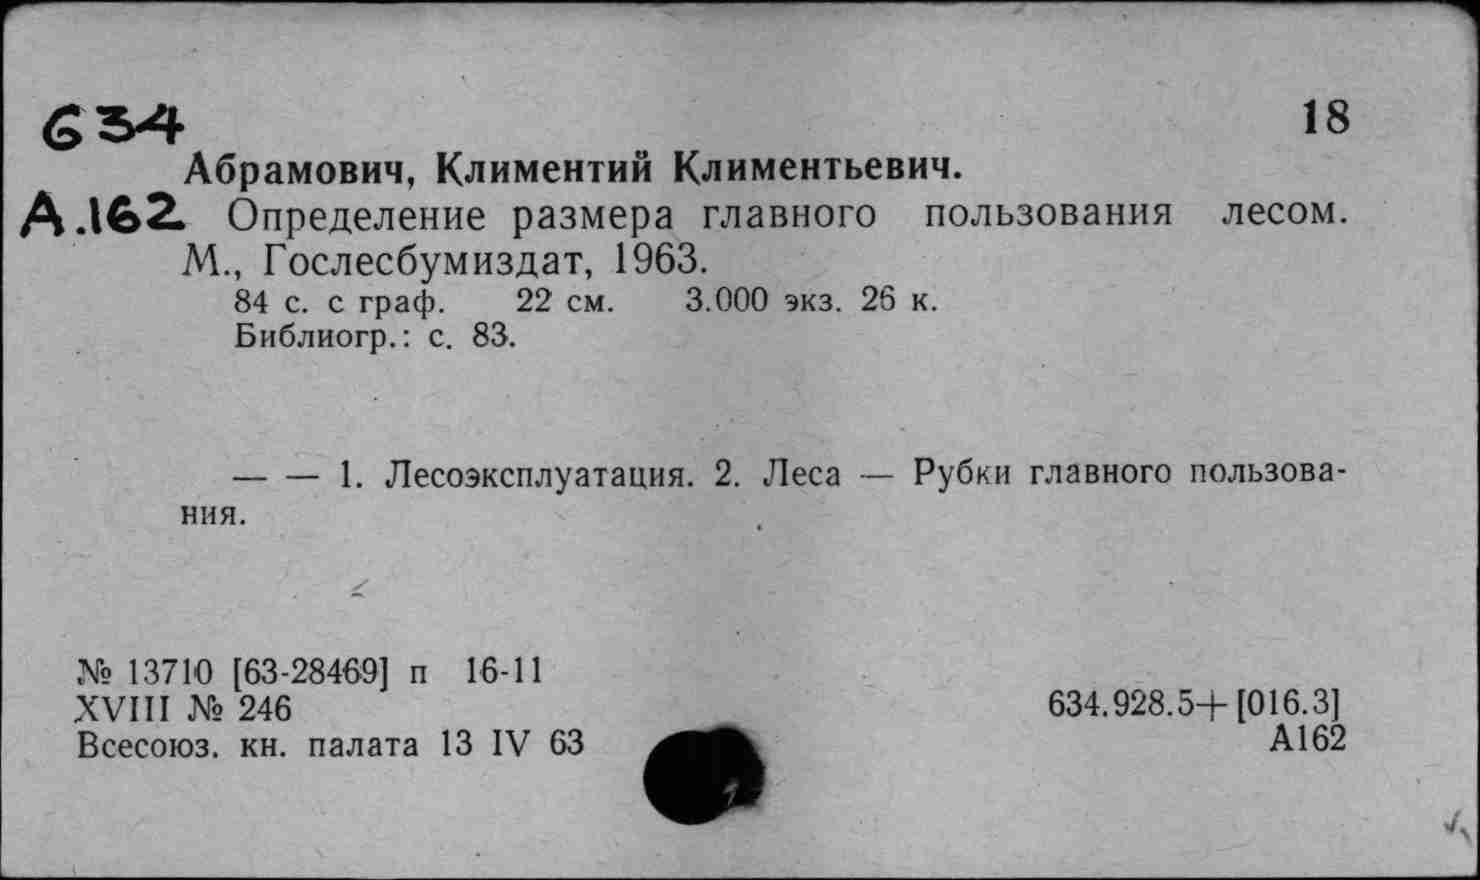 634
18
Абрамович, Климентий Климентьевич.
А.162 Определение размера главного пользования лесом.
М., Гослесбумиздат, 1963.
84 с. с граф. 22 см. 3.000 экз. 26 к.
Библиогр.: с. 83.
— — 1. Лесоэксплуатация. 2. Леса — Рубки главного пользова-
ния.
№ 13710 [63-28469] п 16-11
XVIII № 246
634.928.5+[016.3]
Всесоюз. кн. палата 13 IV 63
А162